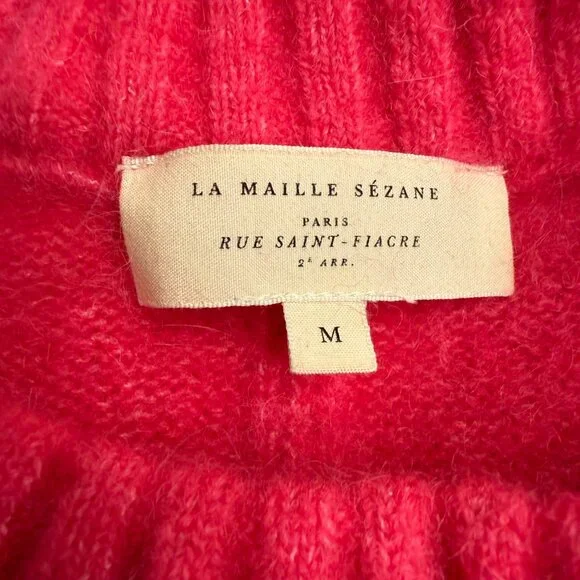 LA MAILLE SÉZANE
PARIS
RUE SAINT-FIACRE
2E ARR.
M